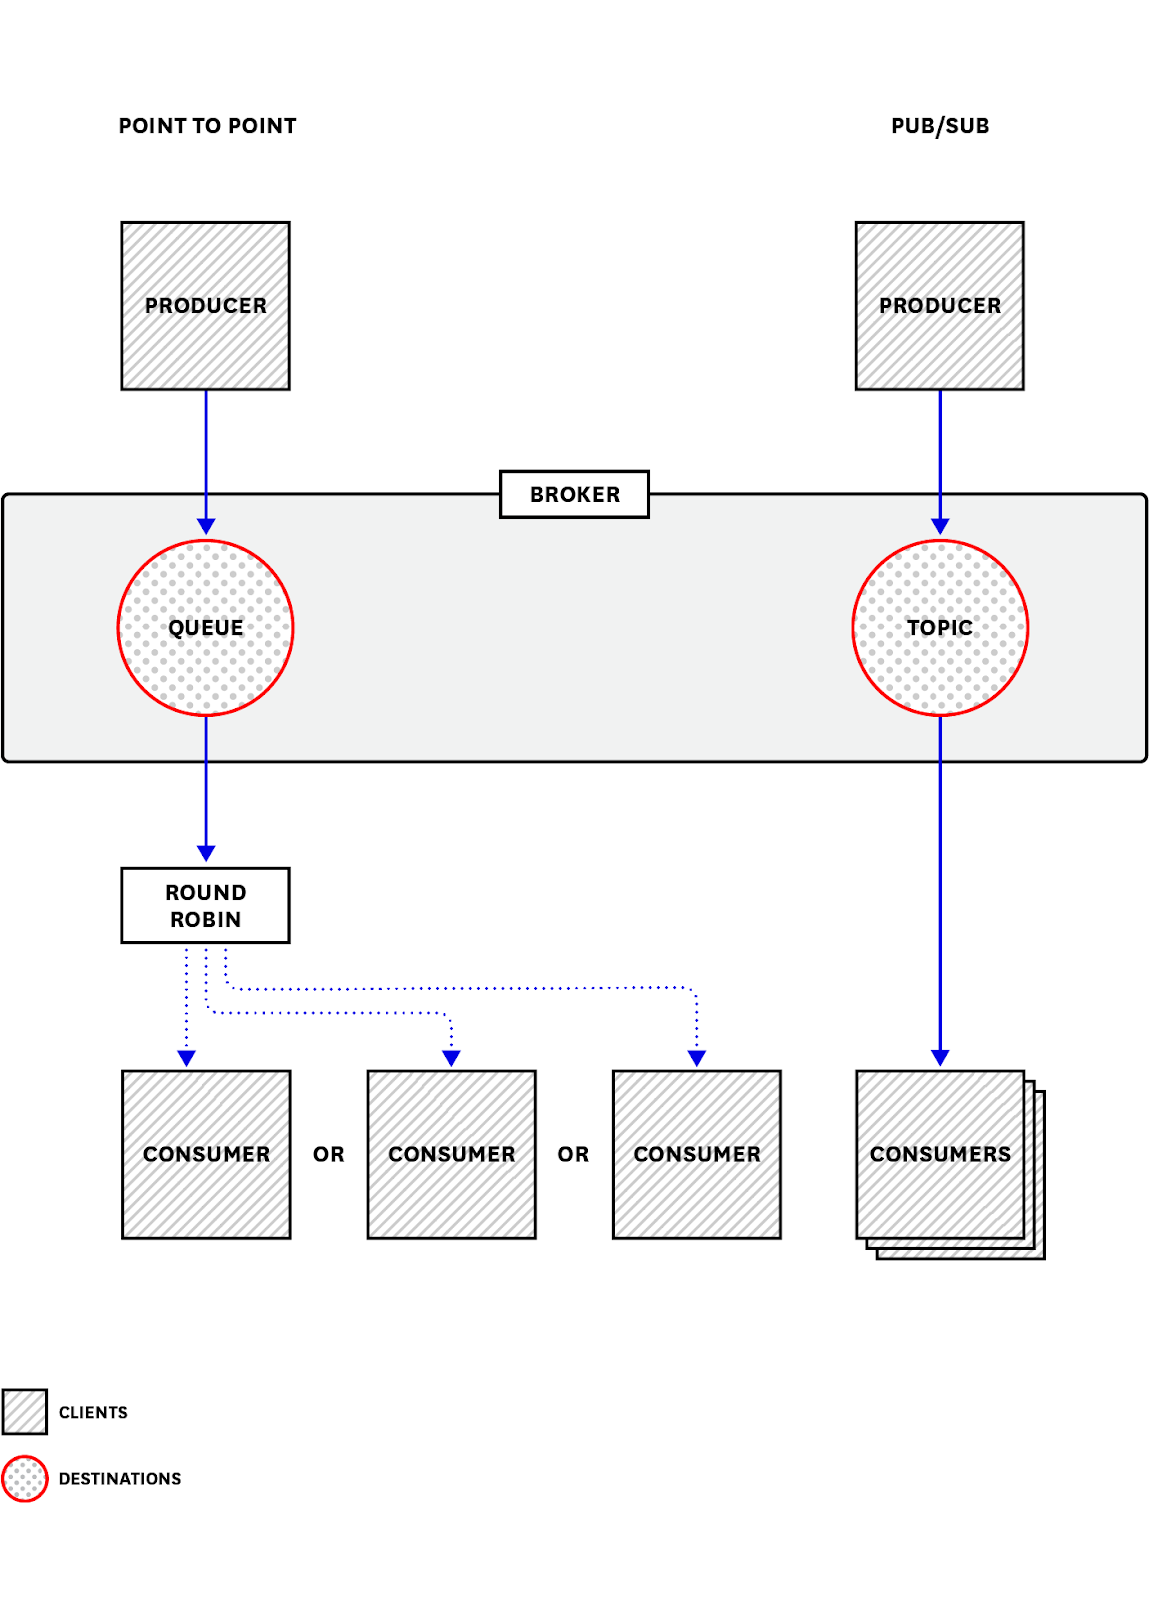 POINT TO POINT
PUB/SUB
PRODUCER
PRODUCER
BROKER
QUEUE
TOPIC
ROUND
ROBIN
CONSUMER
OR
CONSUMER
OR
CONSUMER
CONSUMERS
CLIENTS
DESTINATIONS